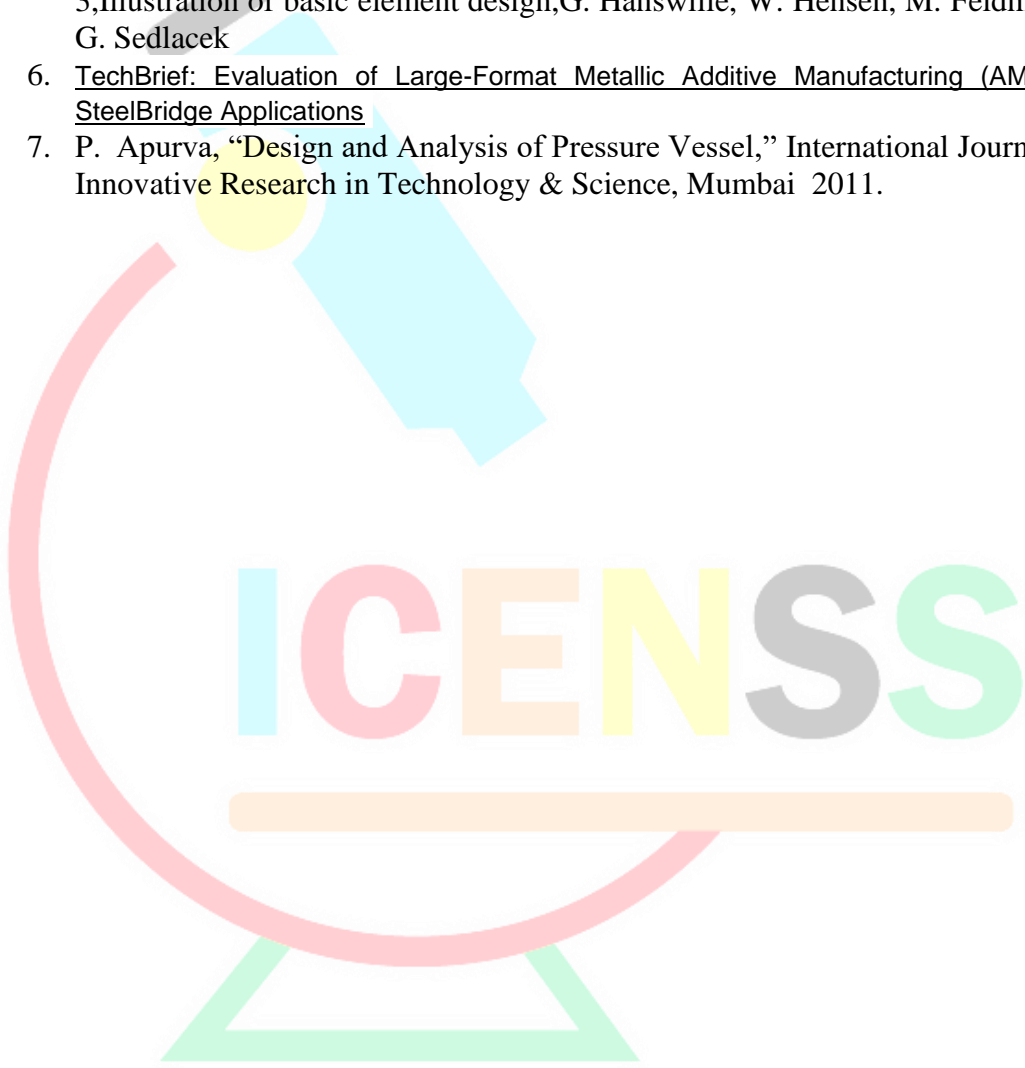 3,Illustration of basic element design,G. Hanswille, W. Hensen, M.
G. Sedlacek
6. TechBrief: Evaluation of Large-Format Metallic Additive Manufacturing (AM
SteelBridge Applications
7. P. Apurva, “Design and Analysis of Pressure Vessel,” International Journ
Innovative Research in Technology & Science, Mumbai 2011.
ICENSS